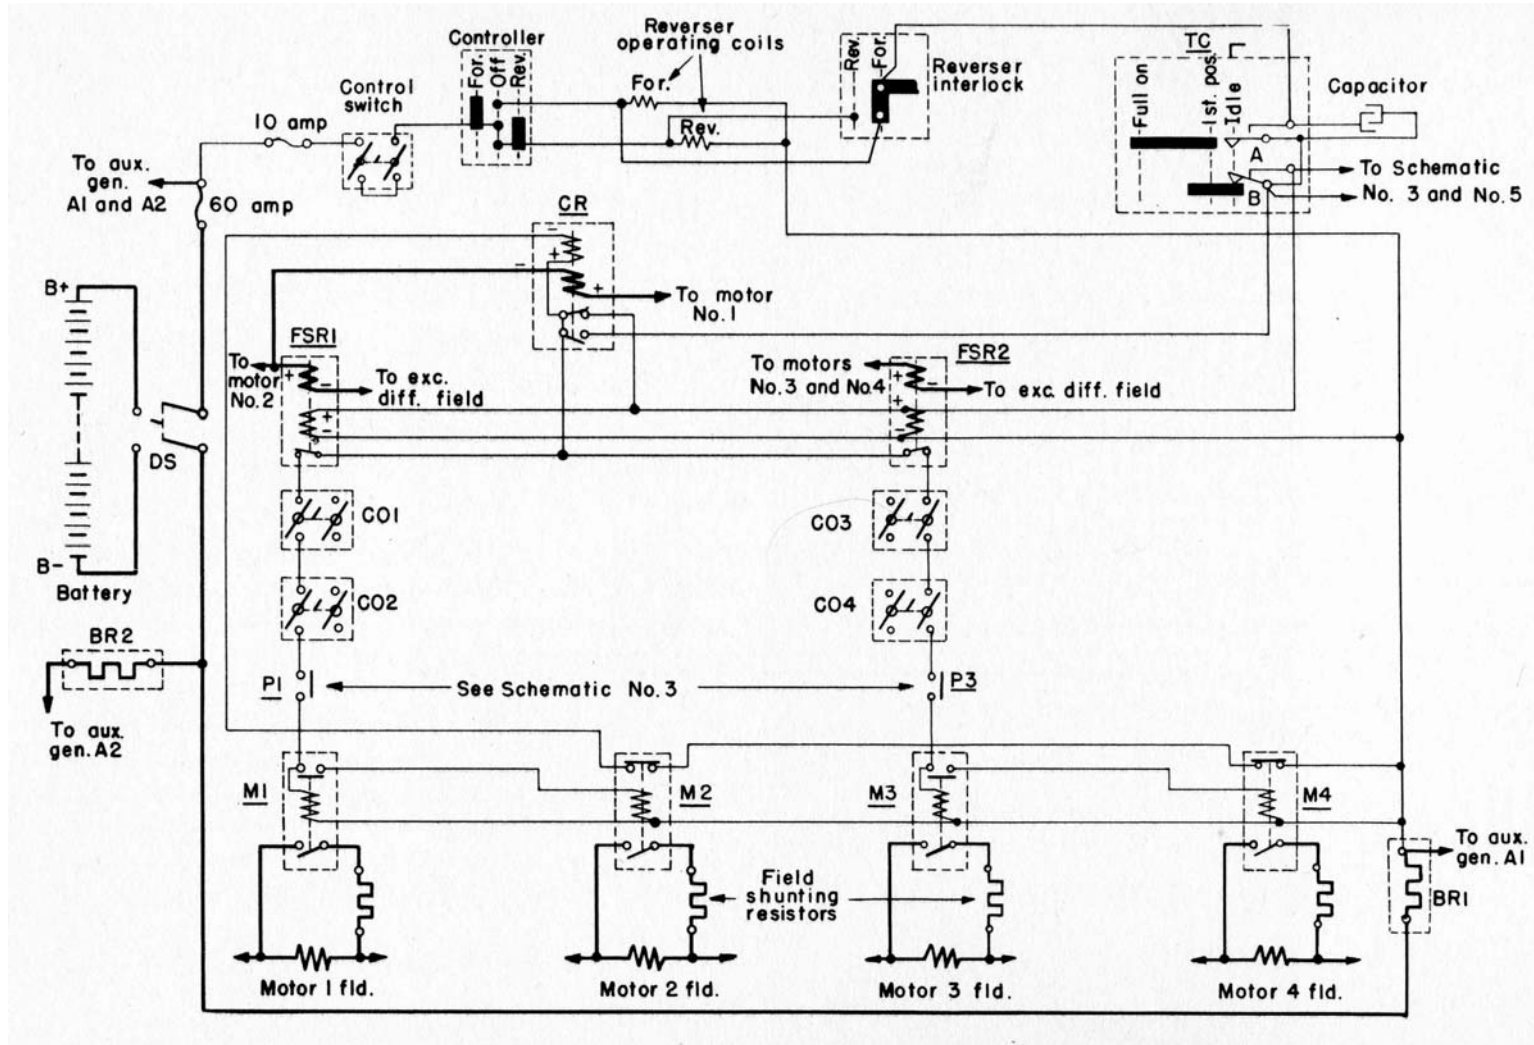 Controller
For.
Off
Rev.
Reverser
operating coils
For.
Rev.
Rev.
For.
Reverser
interlock
TC
Full on
1st. pos.
Idle
A
B
Capacitor
To Schematic
No. 3 and No. 5
Control
switch
10 amp
To aux.
gen.
A1 and A2
60 amp
CR
-
+
-
+
To motor
No. 1
B+
B-
Battery
DS
FSR1
To
motor
No. 2
+
-
To exc.
diff. field
+
-
To motors
No. 3 and No. 4
FSR2
+
-
To exc. diff. field
+
-
CO1
CO3
CO2
CO4
BR2
To aux.
gen. A2
P1
See Schematic No. 3
P3
M1
M2
M3
M4
To aux.
gen. A1
BR1
Field
shunting
resistors
Motor 1 fld.
Motor 2 fld.
Motor 3 fld.
Motor 4 fld.